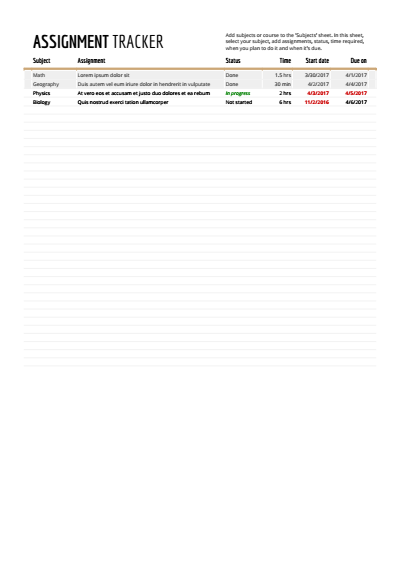 ASSIGNMENT TRACKER
Add subjects or course to the 'Subjects' sheet. In this sheet,
select your subject, add assignments, status, time required,
when you plan to do it and when it's due.
Subject Assignment Status Time Start date Due on
Math Lorem ipsum dolor sit Done 1.5 hrs 3/30/2017 4/1/2017
Geography Duis autem vel eum iriure dolor in hendrerit in vulputate Done 30 min 4/2/2017 4/4/2017
Physics At vero eos et accusam et justo duo dolores et ea rebum In progress 2 hrs 4/3/2017 4/5/2017
Biology Quis nostrud exerci tation ullamcorper Not started 6 hrs 11/2/2016 4/6/2017